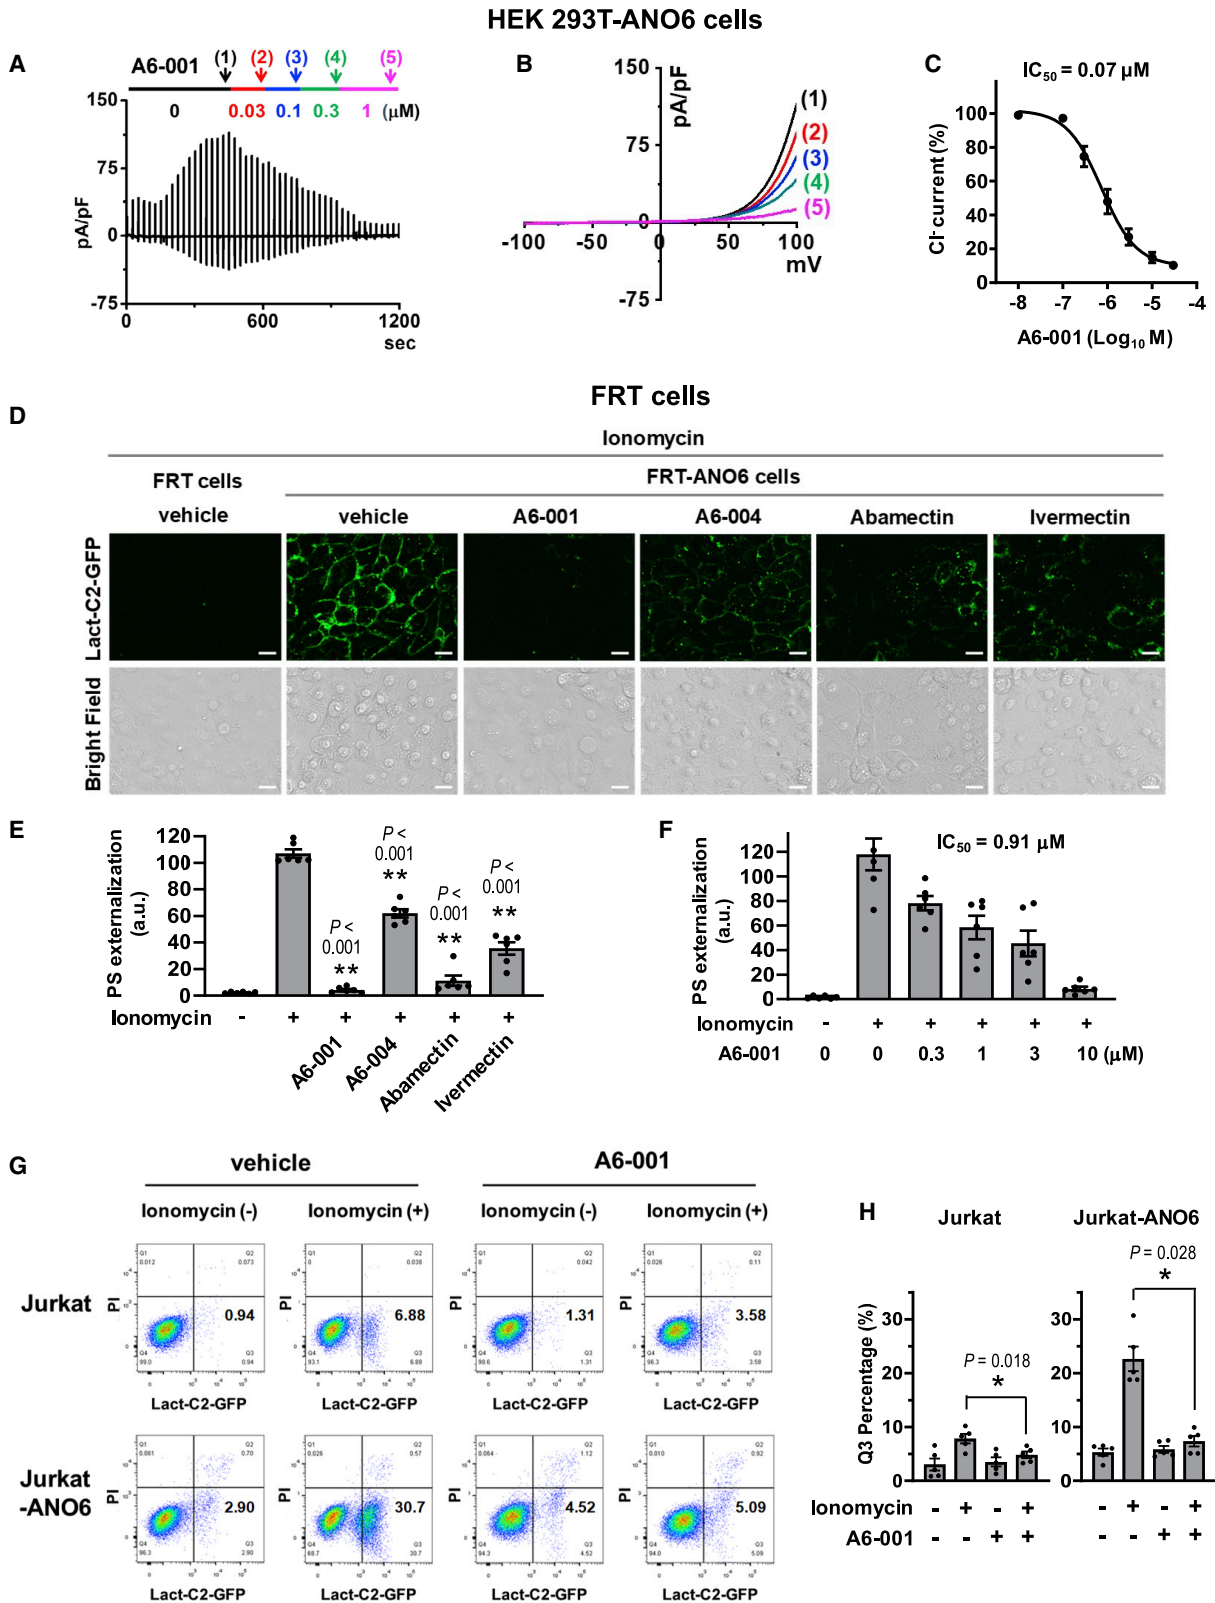 HEK 293T-ANO6 cells
A
A6-001
(1) (2) (3) (4) (5)
0 0.03 0.1 0.3 1 (μM)
150
75
0
-75
pA/pF
0 600 1200
sec
B
150
75
0
-75
pA/pF
-100 -50 0 50 100
mV
(1)
(2)
(3)
(4)
(5)
C
IC50 = 0.07 μM
100
80
60
40
20
0
Cl- current (%)
-8 -7 -6 -5 -4
A6-001 (Log10 M)
FRT cells
D
Ionomycin
FRT cells FRT-ANO6 cells
vehicle vehicle A6-001 A6-004 Abamectin Ivermectin
Lact-C2-GFP
Bright Field
E
PS externalization
(a.u.)
120
100
80
60
40
20
0
P <
0.001
**
P <
0.001
**
P <
0.001
**
P <
0.001
**
Ionomycin - + + + + +
A6-001
A6-004
Abamectin
Ivermectin
F
IC50 = 0.91 μM
PS externalization
(a.u.)
120
100
80
60
40
20
0
Ionomycin - + + + + +
A6-001 0 0 0.3 1 3 10 (μM)
G
vehicle A6-001
Ionomycin (-) Ionomycin (+) Ionomycin (-) Ionomycin (+)
Jurkat
PI
0.94
6.88
1.31
3.58
Lact-C2-GFP Lact-C2-GFP Lact-C2-GFP Lact-C2-GFP
Jurkat
-ANO6
PI
2.90
30.7
4.52
5.09
Lact-C2-GFP Lact-C2-GFP Lact-C2-GFP Lact-C2-GFP
H
Jurkat Jurkat-ANO6
P = 0.028
*
P = 0.018
*
Q3 Percentage (%)
30
20
10
0
30
20
10
0
Ionomycin - + - + - + - +
A6-001 - - + + - - + +